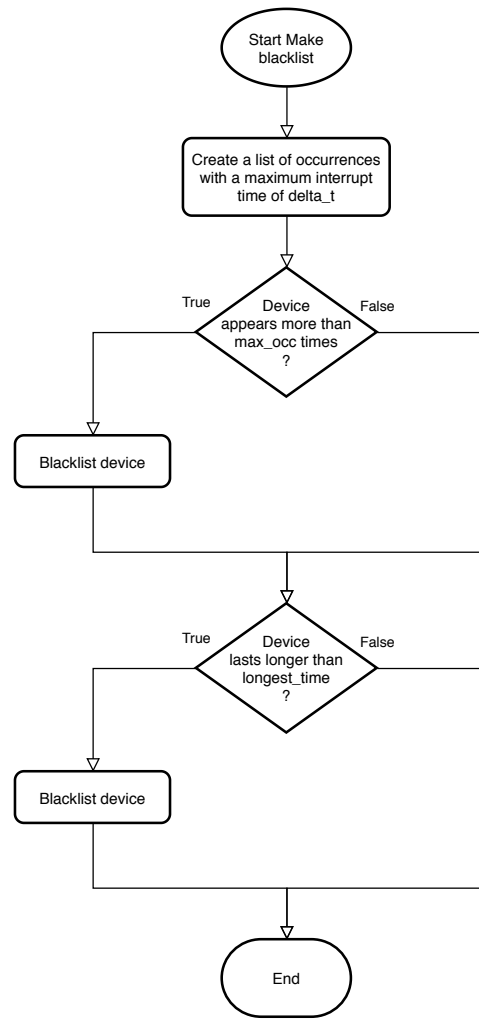 Start Make
blacklist
Create a list of occurrences
with a maximum interrupt
time of delta_t
True
Device
appears more than
max_occ times
?
False
Blacklist device
True
Device
lasts longer than
longest_time
?
False
Blacklist device
End